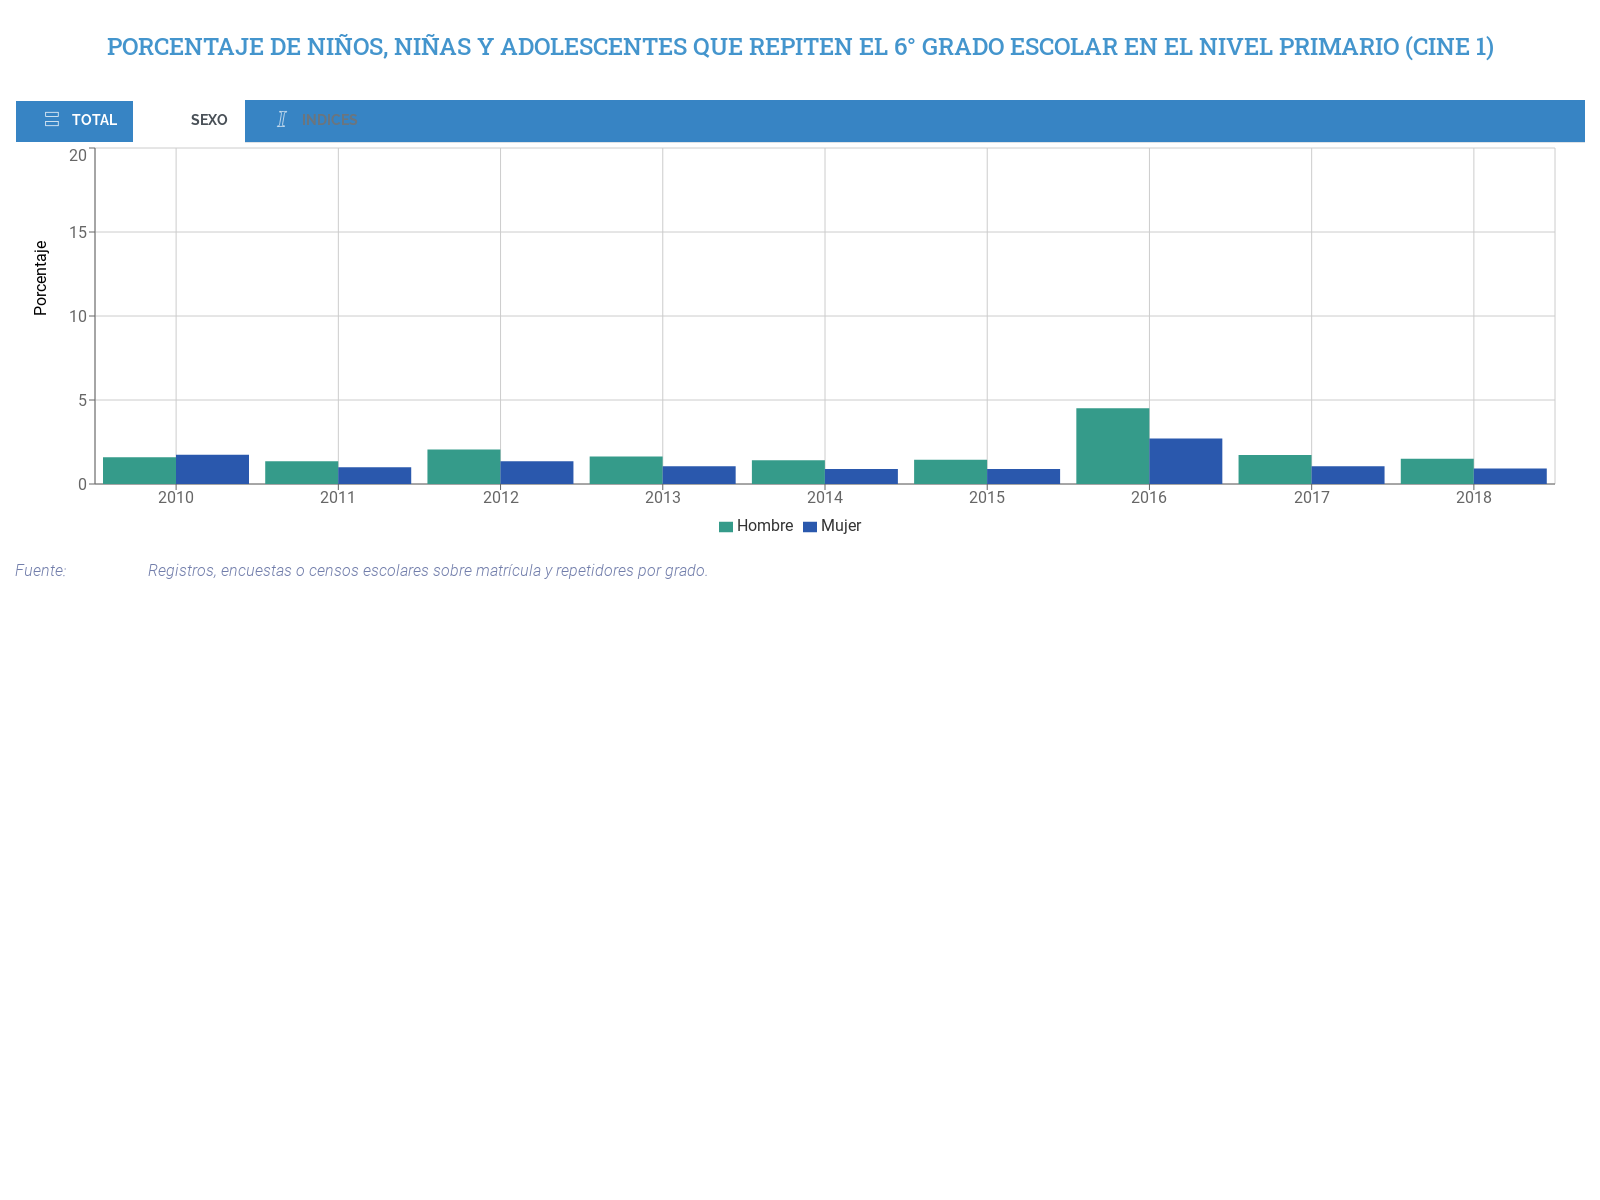 PORCENTAJE DE NIÑOS, NIÑAS Y ADOLESCENTES QUE REPITEN EL 6° GRADO ESCOLAR EN EL NIVEL PRIMARIO (CINE 1)
TOTAL SEXO INDICES
20
15
10
5
0
Porcentaje
2010 2011 2012 2013 2014 2015 2016 2017 2018
Hombre Mujer
Fuente: Registros, encuestas o censos escolares sobre matrícula y repetidores por grado.